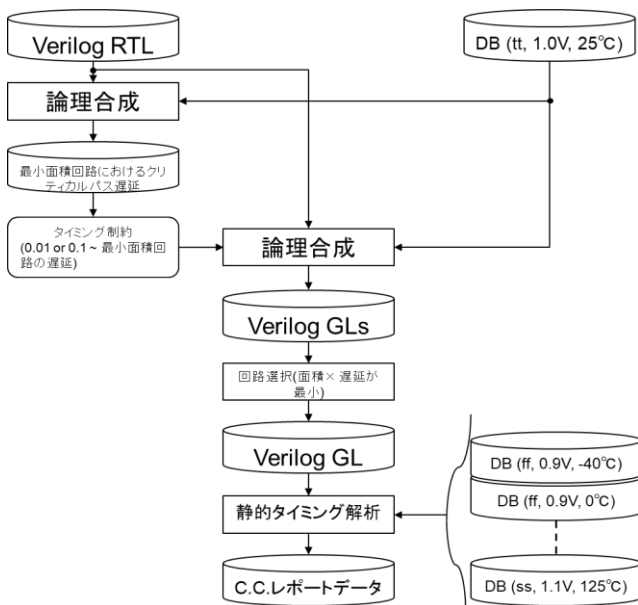 Verilog RTL
DB (tt, 1.0V, 25℃)
論理合成
最小面積回路におけるクリ
ティカルパス遅延
タイミング制約
(0.01 or 0.1 ~ 最小面積回
路の遅延)
論理合成
Verilog GLs
回路選択(面積× 遅延が
最小)
Verilog GL
DB (ff, 0.9V, -40℃)
DB (ff, 0.9V, 0℃)
静的タイミング解析
C.C.レポートデータ
DB (ss, 1.1V, 125℃)